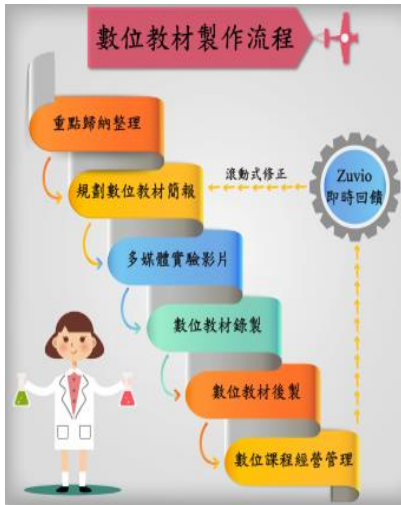 數位教材製作流程
重點歸納整理
規劃數位教材簡報
滾動式修正
Zuvio
即時回饋
多媒體實驗影片
數位教材錄製
數位教材後製
數位課程經營管理